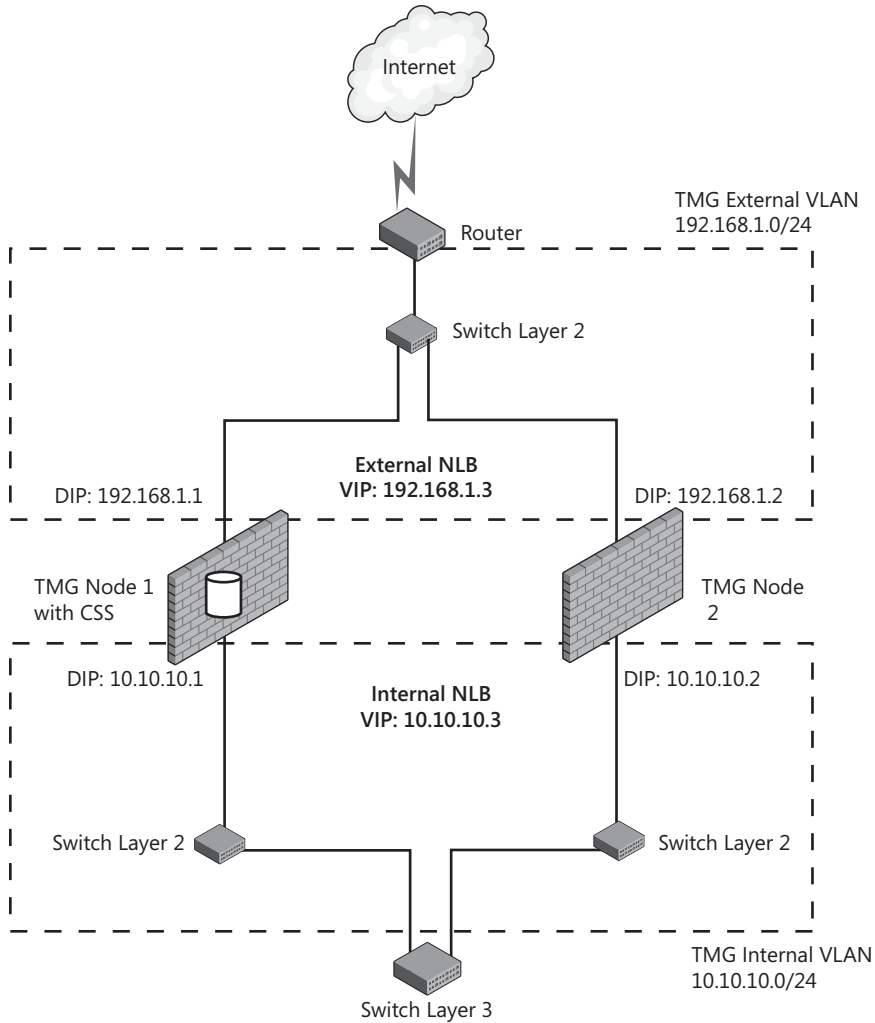 Internet
TMG External VLAN
192.168.1.0/24
Router
Switch Layer 2
External NLB
VIP: 192.168.1.3
DIP: 192.168.1.1
DIP: 192.168.1.2
TMG Node 1
with CSS
TMG Node
2
DIP: 10.10.10.1
Internal NLB
VIP: 10.10.10.3
DIP: 10.10.10.2
Switch Layer 2
Switch Layer 2
TMG Internal VLAN
10.10.10.0/24
Switch Layer 3